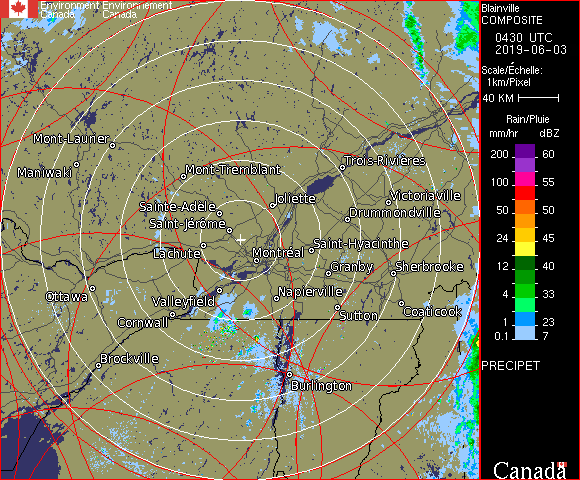 Environment Environnement
Canada Canada
Blainville
COMPOSITE
0430 UTC
2019-06-03
Scale/Échelle:
1km/Pixel
40 KM
Rain/Pluie
mm/hr dBZ
200 60
100 55
50 50
24 45
12 40
4 33
1 23
0.1 7
PRECIPET
Canada
Mont-Laurier
Maniwaki
Mont-Tremblant
Trois-Rivières
Joliette
Victoriaville
Sainte-Adèle
Drummondville
Saint-Jérôme
Saint-Hyacinthe
Lachute
Montréal
Granby
Sherbrooke
Ottawa
Valleyfield
Napierville
Coaticook
Sutton
Cornwall
Brockville
Burlington